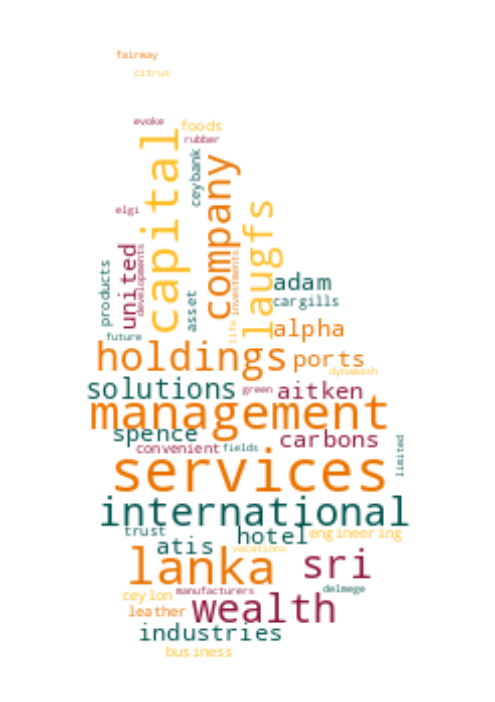 fairway
citrus
evoke
foods
rubber
capital
ceybank
company
elgi
laugfs
united
developments
products
investments
adam
asset
cargills
life
alpha
future
holdings
ports
dynawash
solutions
green
aitken
management
spence
carbons
convenient
fields
limited
services
international
trust
hotel
engineering
atis
vacations
lanka
sri
manufacturers
delmege
ceylon
wealth
leather
industries
business